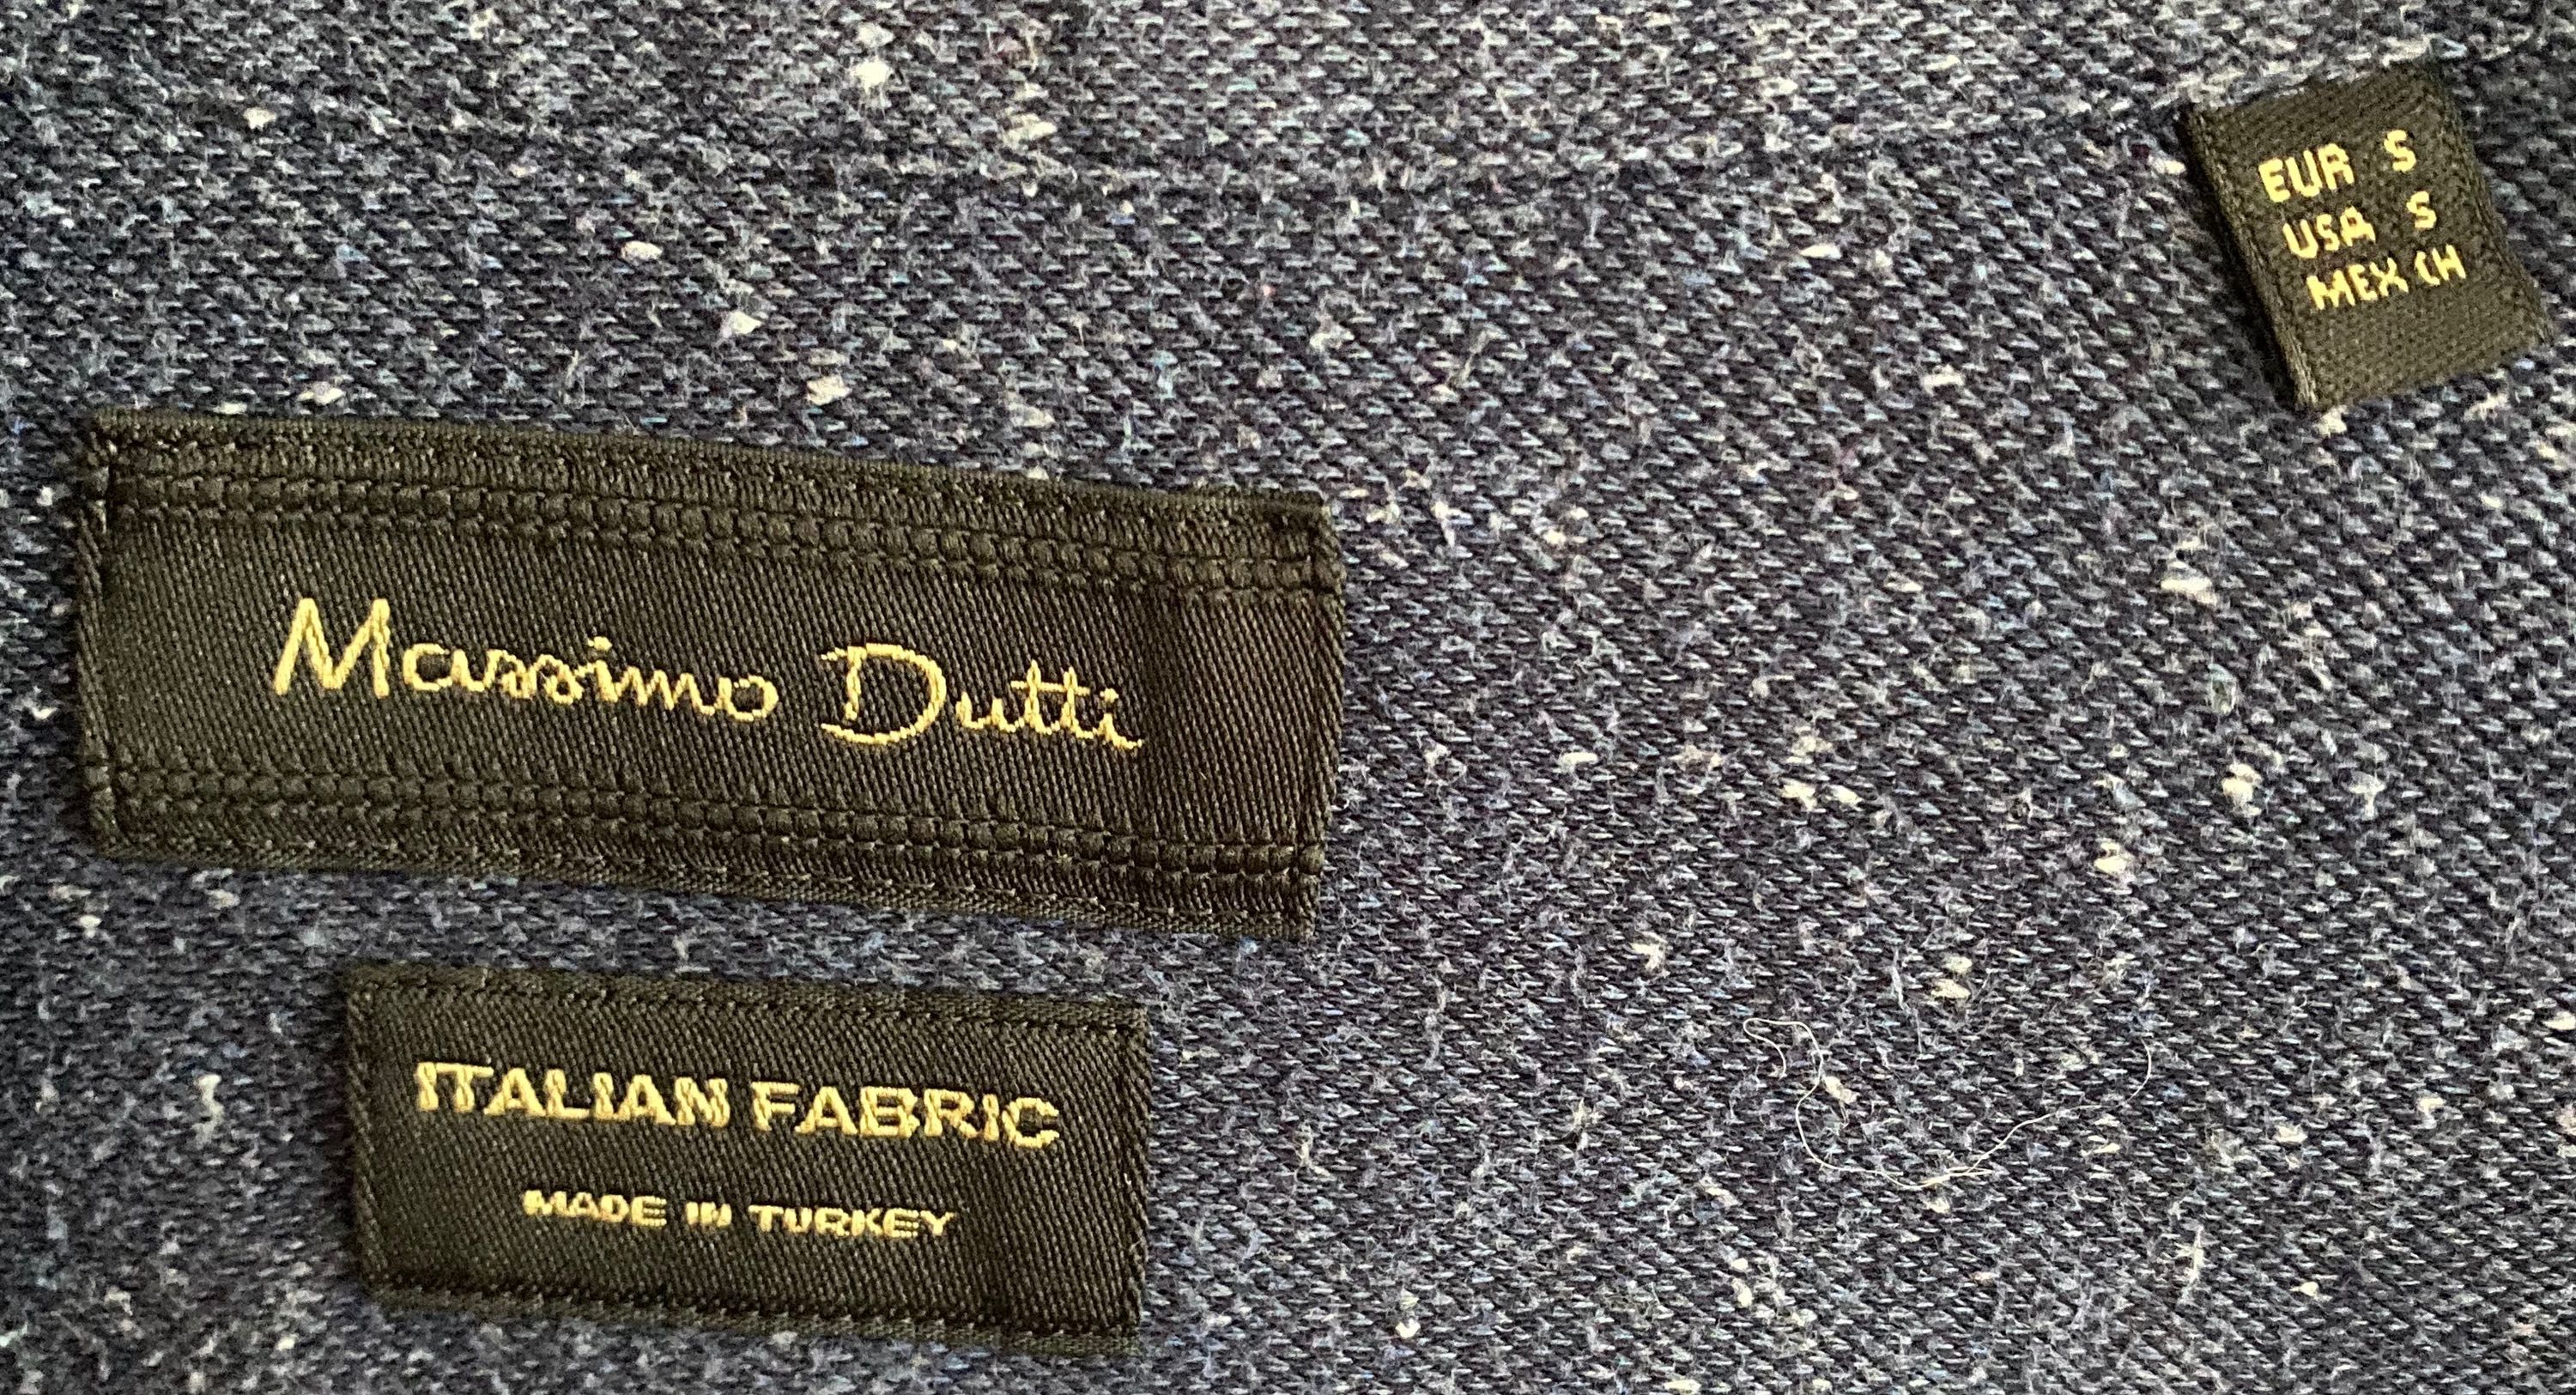 EUR S
USA S
MEX CH
Massimo Dutti
ITALIAN FABRIC
MADE IN TURKEY